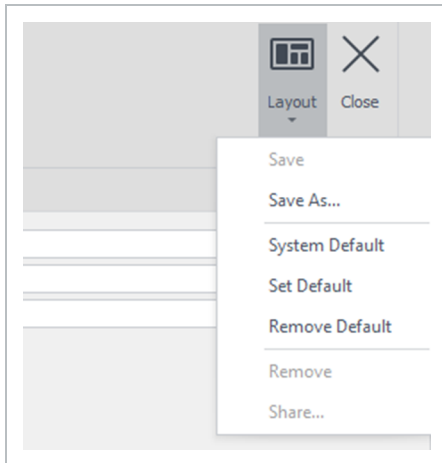 Layout Close
Save
Save As...
System Default
Set Default
Remove Default
Remove
Share...